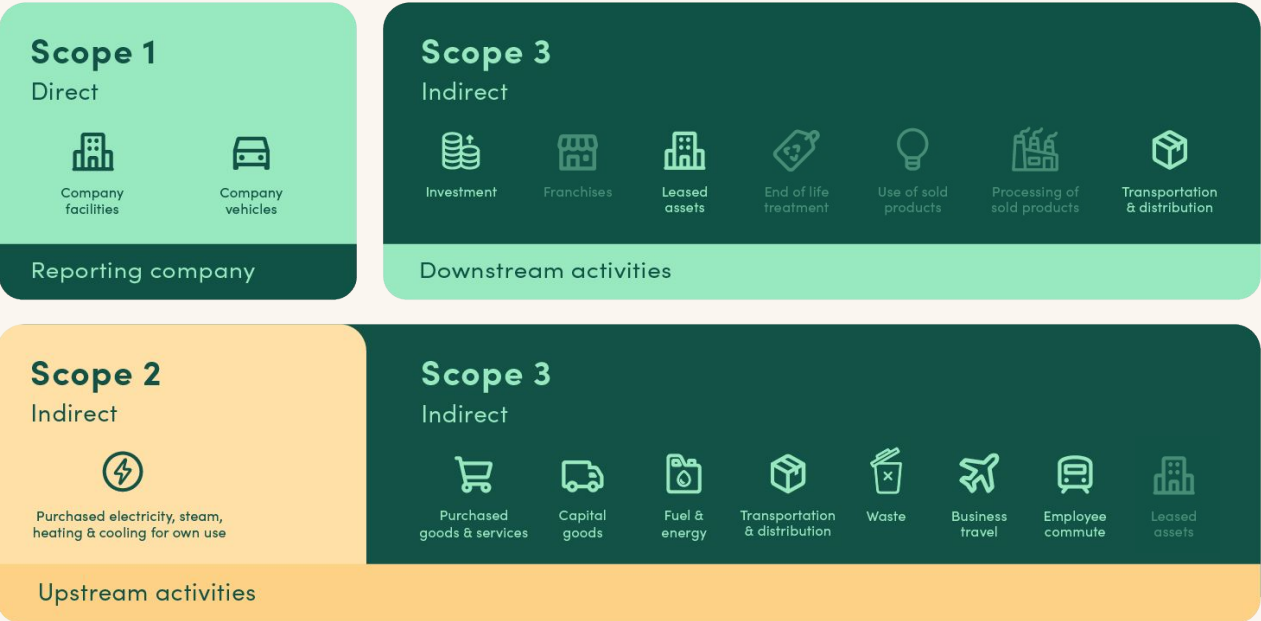 Scope 1
Direct
Company
facilities
Company
vehicles
Reporting company
Scope 3
Indirect
Investment
Franchises
Leased
assets
End of life
treatment
Use of sold
products
Processing of
sold products
Transportation
& distribution
Downstream activities
Scope 2
Indirect
Purchased electricity, steam,
heating & cooling for own use
Scope 3
Indirect
Purchased
goods & services
Capital
goods
Fuel &
energy
Transportation
& distribution
Waste
Business
travel
Employee
commute
Leased
assets
Upstream activities